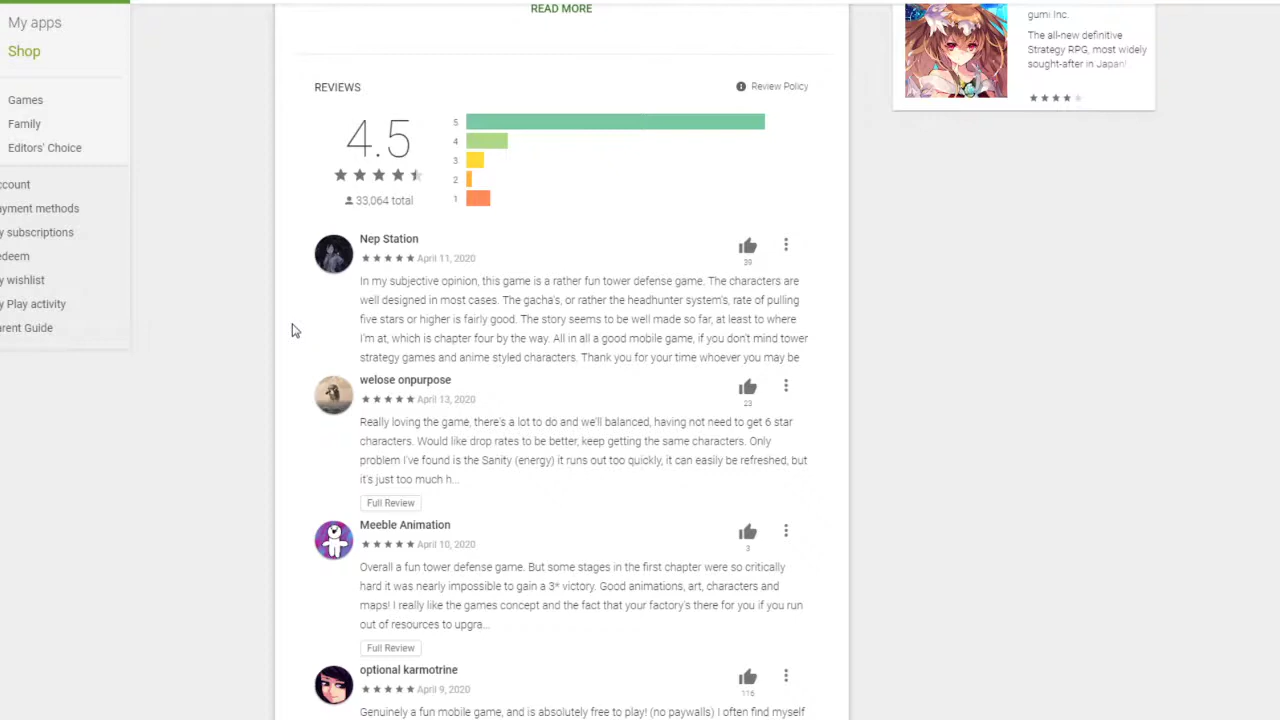 READ MORE
My apps
Shop
Games
Family
Editors' Choice
ccount
yment methods
y subscriptions
edeem
y wishlist
y Play activity
arent Guide
REVIEWS
Review Policy
4.5
33,064 total
5
4
3
2
1
Nep Station
April 11, 2020
39
In my subjective opinion, this game is a rather fun tower defense game. The characters are
well designed in most cases. The gacha's, or rather the headhunter system's, rate of pulling
five stars or higher is fairly good. The story seems to be well made so far, at least to where
I'm at, which is chapter four by the way. All in all a good mobile game, if you don't mind tower
strategy games and anime styled characters. Thank you for your time whoever you may be
welose onpurpose
April 13, 2020
23
Really loving the game, there's a lot to do and we'll balanced, having not need to get 6 star
characters. Would like drop rates to be better, keep getting the same characters. Only
problem I've found is the Sanity (energy) it runs out too quickly, it can easily be refreshed, but
it's just too much h...
Full Review
Meeble Animation
April 10, 2020
3
Overall a fun tower defense game. But some stages in the first chapter were so critically
hard it was nearly impossible to gain a 3* victory. Good animations, art, characters and
maps! I really like the games concept and the fact that your factory's there for you if you run
out of resources to upgra...
Full Review
optional karmotrine
April 9, 2020
116
Genuinely a fun mobile game, and is absolutely free to play! (no paywalls) I often find myself
gumi Inc.
The all-new definitive
Strategy RPG, most widely
sought-after in Japan!